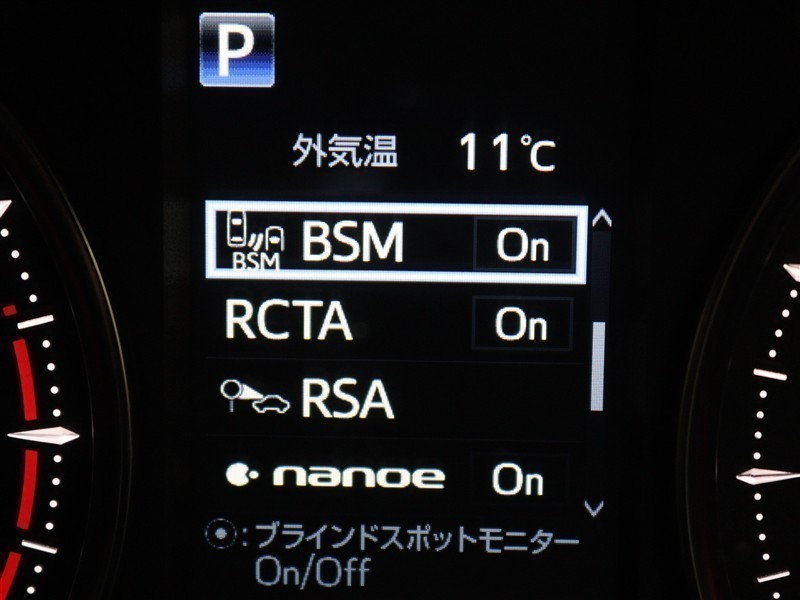 P
外気温 11℃
BSM BSM On
RCTA On
RSA
nanoe On
:ブラインドスポットモニター
On/Off